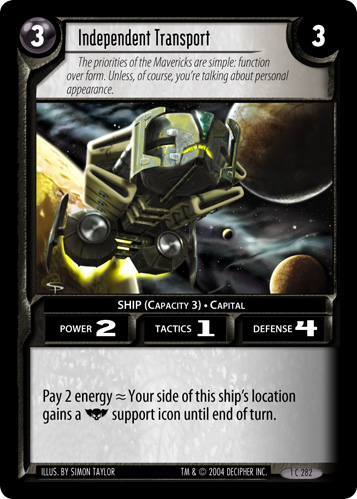 3 Independent Transport 3
The priorities of the Mavericks are simple: function
over form. Unless, of course, you're talking about personal
appearance.
SHIP (CAPACITY 3) • CAPITAL
POWER 2 TACTICS 1 DEFENSE 4
Pay 2 energy ≈ Your side of this ship's location
gains a support icon until end of turn.
ILLUS. BY SIMON TAYLOR TM & © 2004 DECIPHER INC. 1 C 282